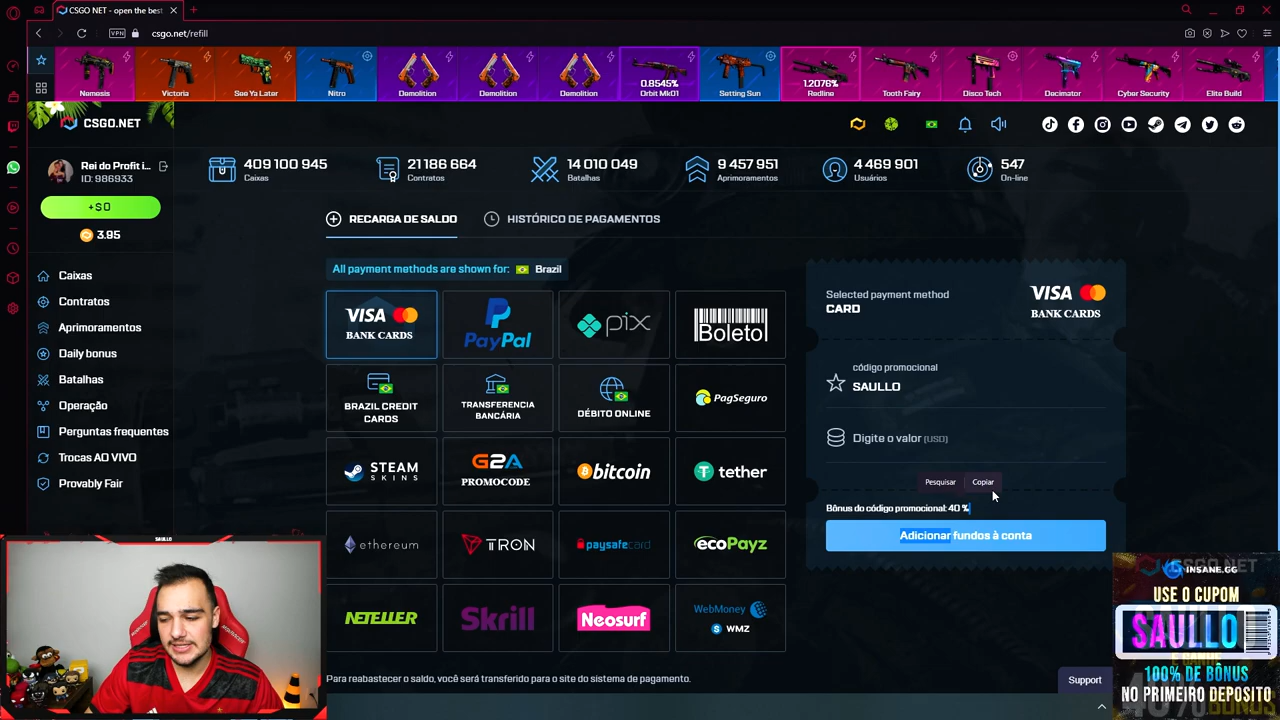 CSGO NET - open the best
VPN
csgo.net/refill
Nemesis
Victoria
See Ya Later
Nitro
Demolition
Demolition
Demolition
0.8545%
Orbit Mk01
Setting Sun
1.2076%
Redline
Tooth Fairy
Disco Tech
Decimator
Cyber Security
Elite Build
CSGO.NET
Rei do Profit i...
ID: 986933
+SO
3.95
409 100 945
Caixas
21 186 664
Contratos
14 010 049
Batalhas
9 457 951
Aprimoramentos
4 469 901
Usuários
547
On-line
Caixas
Contratos
Aprimoramentos
Daily bonus
Batalhas
Operação
Perguntas frequentes
Trocas AO VIVO
Provably Fair
RECARGA DE SALDO
HISTÓRICO DE PAGAMENTOS
All payment methods are shown for: Brazil
VISA
BANK CARDS
PayPal
pix
Boleto
BRAZIL CREDIT
CARDS
TRANSFERENCIA
BANCÁRIA
DÉBITO ONLINE
PagSeguro
STEAM
SKINS
G2A
PROMOCODE
bitcoin
tether
ethereum
TRON
paysafecard
ecoPayz
NETELLER
Skrill
Neosurf
WebMoney
WMZ
Para reabastecer o saldo, você será transferido para o site do sistema de pagamento.
Selected payment method
CARD
VISA
BANK CARDS
código promocional
SAULLO
Digite o valor (USD)
Pesquisar Copiar
Bônus do código promocional: 40 %
Adicionar fundos à conta
Support
SAULLO
INSANE.GG
USE O CUPOM
SAULLO
E GANHE
100% DE BÔNUS
NO PRIMEIRO DEPOSITO